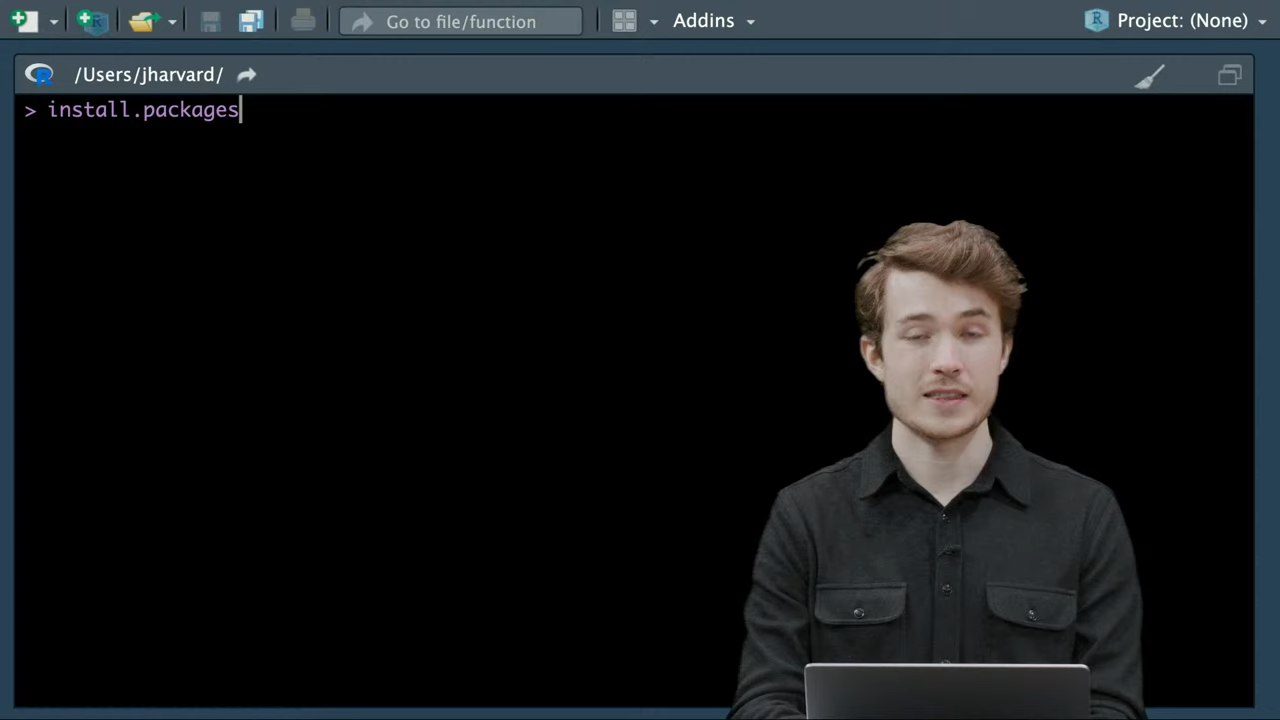 Go to file/function
Addins
Project: (None)
R /Users/jharvard/
> install.packages